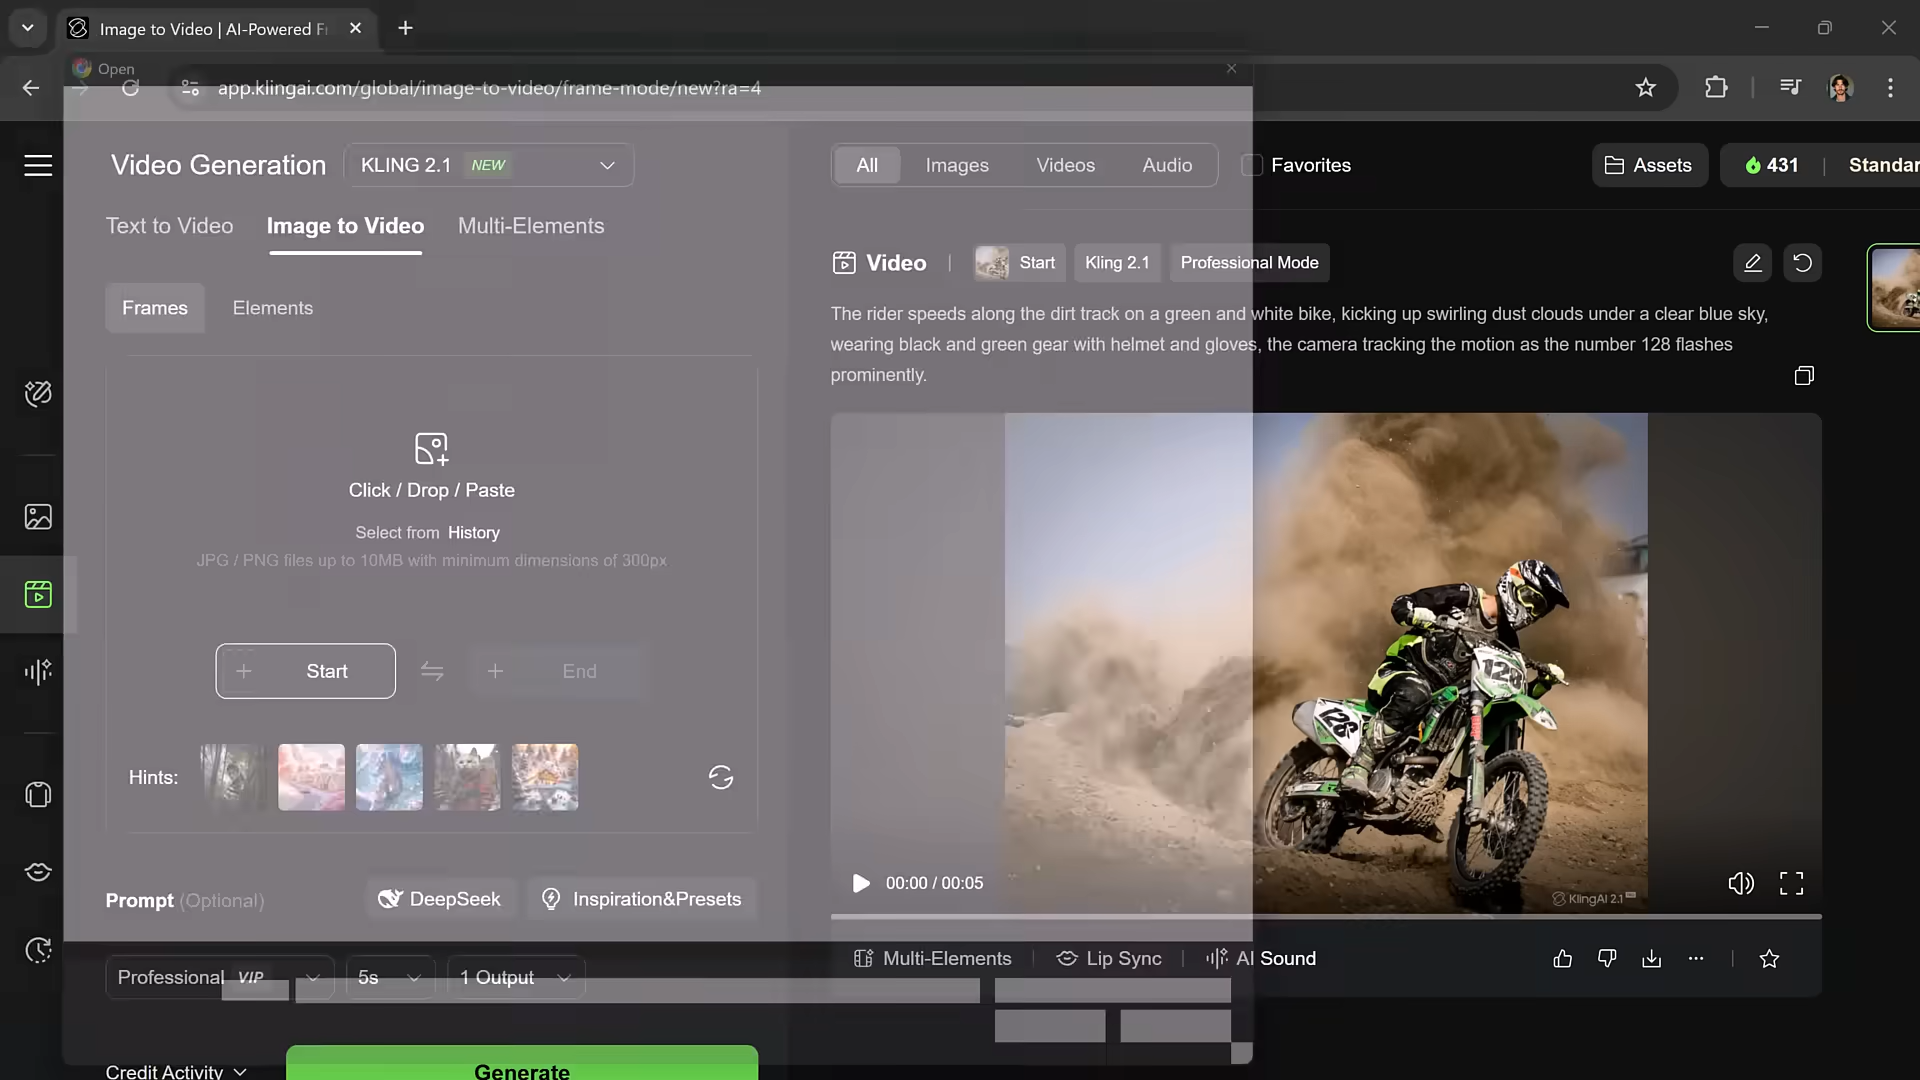 Image to Video | AI-Powered Fr
Open
app.klingai.com/global/image-to-video/frame-mode/new?ra=4
Video Generation
KLING 2.1 NEW
All
Images
Videos
Audio
Favorites
Assets
431
Standar
Text to Video
Image to Video
Multi-Elements
Video
Start
Kling 2.1
Professional Mode
Frames
Elements
The rider speeds along the dirt track on a green and white bike, kicking up swirling dust clouds under a clear blue sky,
wearing black and green gear with helmet and gloves, the camera tracking the motion as the number 128 flashes
prominently.
Click / Drop / Paste
Select from History
JPG / PNG files up to 10MB with minimum dimensions of 300px
Start
End
128
128
Hints:
00:00 / 00:05
KlingAI 2.1
Prompt (Optional)
DeepSeek
Inspiration&Presets
Multi-Elements
Lip Sync
AI Sound
Professional VIP
5s
1 Output
Credit Activity
Generate